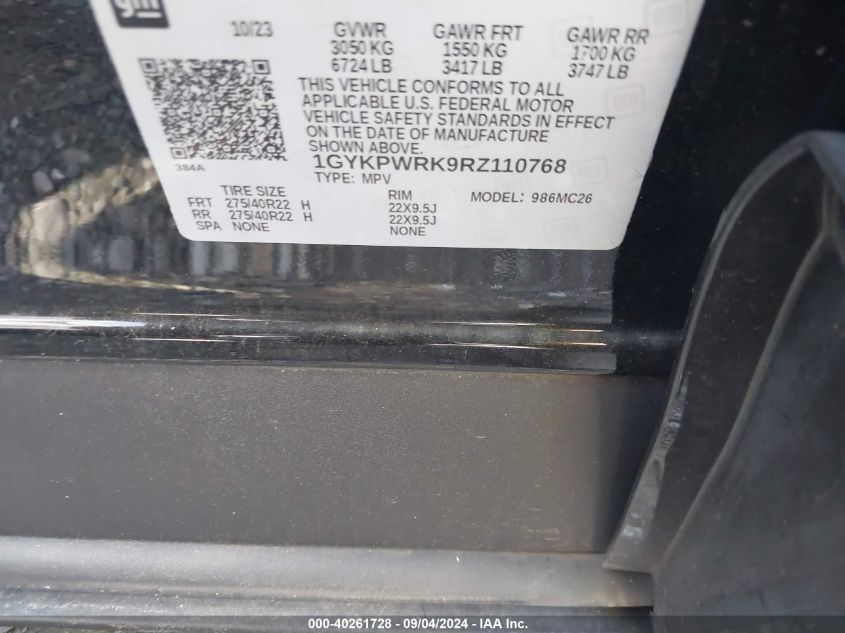 gm
10/23 GVWR GAWR FRT GAWR RR
3050 KG 1550 KG 1700 KG
6724 LB 3417 LB 3747 LB
THIS VEHICLE CONFORMS TO ALL
APPLICABLE U.S. FEDERAL MOTOR
VEHICLE SAFETY STANDARDS IN EFFECT
ON THE DATE OF MANUFACTURE
SHOWN ABOVE.
384A 1GYKPWRK9RZ110768
TYPE: MPV
TIRE SIZE RIM MODEL: 986MC26
FRT 275/40R22 H 22X9.5J
RR 275/40R22 H 22X9.5J
SPA NONE NONE
000-40261728 - 09/04/2024 - IAA Inc.